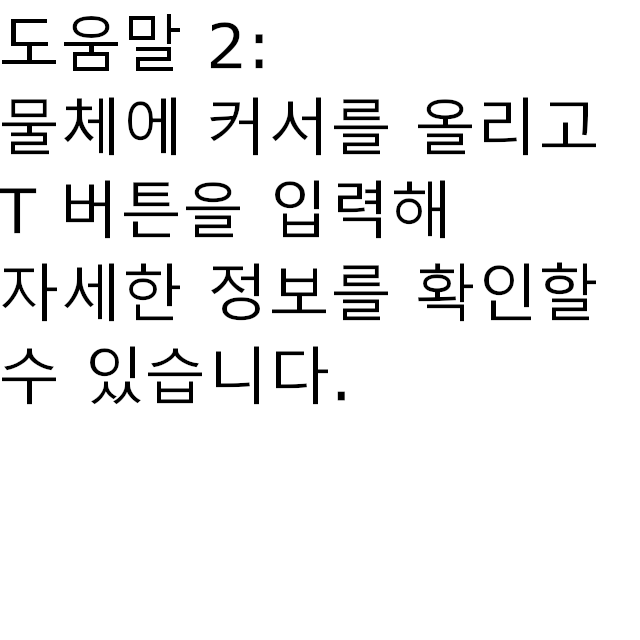 도움말 2:
물체에 커서를 올리고
T 버튼을 입력해
자세한 정보를 확인할
수 있습니다.